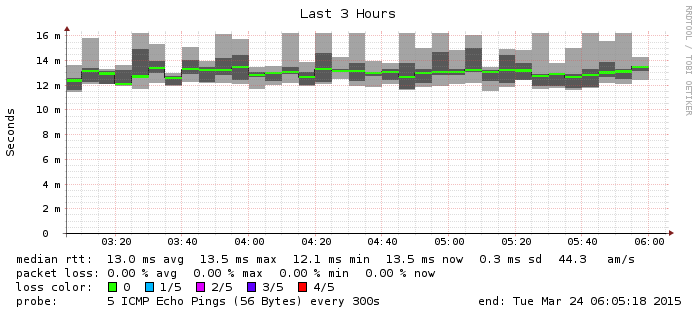 Last 3 Hours
RRDTOOL / TOBI OETIKER
Seconds
16 m
14 m
12 m
10 m
8 m
6 m
4 m
2 m
0
03:20 03:40 04:00 04:20 04:40 05:00 05:20 05:40 06:00
median rtt: 13.0 ms avg 13.5 ms max 12.1 ms min 13.5 ms now 0.3 ms sd 44.3 am/s
packet loss: 0.00 % avg 0.00 % max 0.00 % min 0.00 % now
loss color: 0 1/5 2/5 3/5 4/5
probe: 5 ICMP Echo Pings (56 Bytes) every 300s end: Tue Mar 24 06:05:18 2015